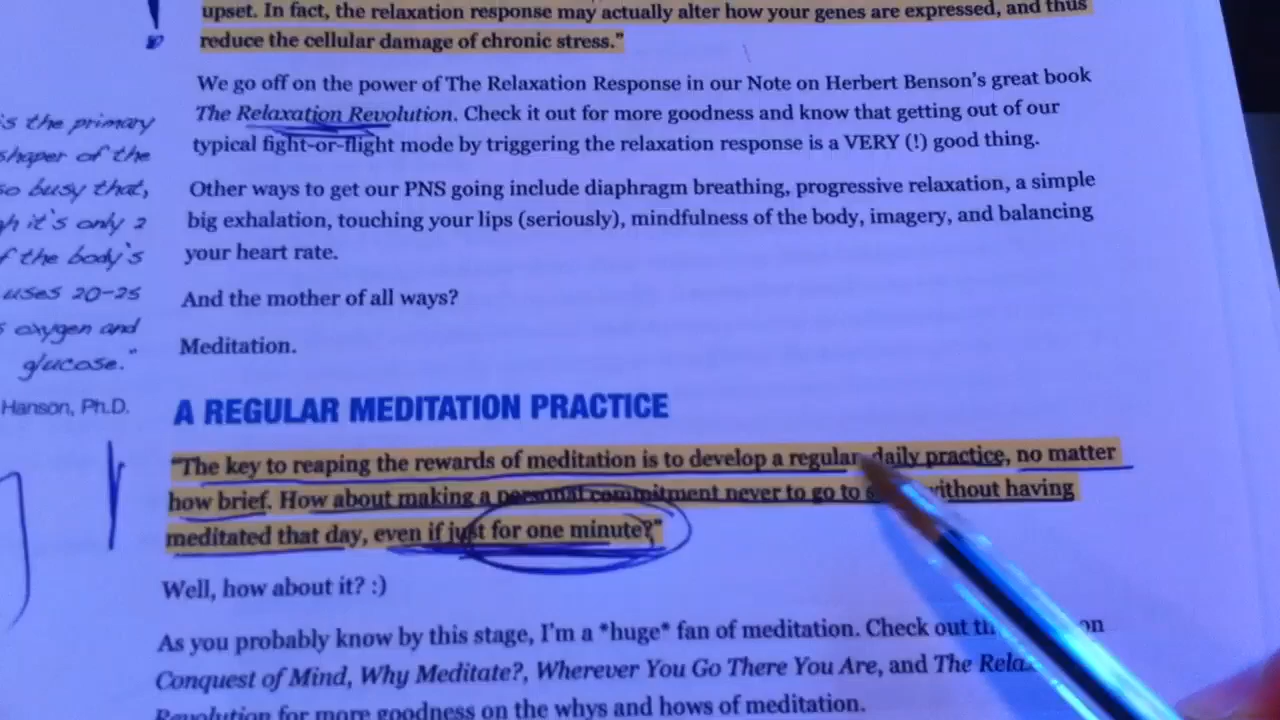 upset. In fact, the relaxation response may actually alter how your genes are expressed, and thus
reduce the cellular damage of chronic stress."
We go off on the power of The Relaxation Response in our Note on Herbert Benson's great book
The Relaxation Revolution. Check it out for more goodness and know that getting out of our
typical fight-or-flight mode by triggering the relaxation response is a VERY (!) good thing.
Other ways to get our PNS going include diaphragm breathing, progressive relaxation, a simple
big exhalation, touching your lips (seriously), mindfulness of the body, imagery, and balancing
your heart rate.
And the mother of all ways?
Meditation.
is the primary
shaper of the
so busy that,
it's only 2
the body's
uses 20-25
oxygen and
glucose."
Hanson, Ph.D.
A REGULAR MEDITATION PRACTICE
"The key to reaping the rewards of meditation is to develop a regular daily practice, no matter
how brief. How about making a personal commitment never to go to without having
meditated that day, even if just for one minute?"
Well, how about it? :)
As you probably know by this stage, I'm a *huge* fan of meditation. Check out on
Conquest of Mind, Why Meditate?, Wherever You Go There You Are, and The
Revolution for more goodness on the whys and hows of meditation.